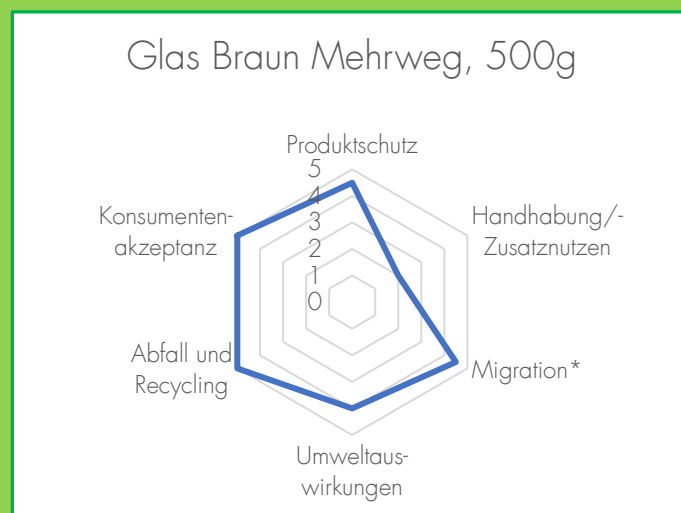 Glas Braun Mehrweg, 500g
Produktschutz
5
4
3
2
1
0
Handhabung/-
Zusatznutzen
Migration*
Umweltaus-
wirkungen
Abfall und
Recycling
Konsumenten-
akzeptanz